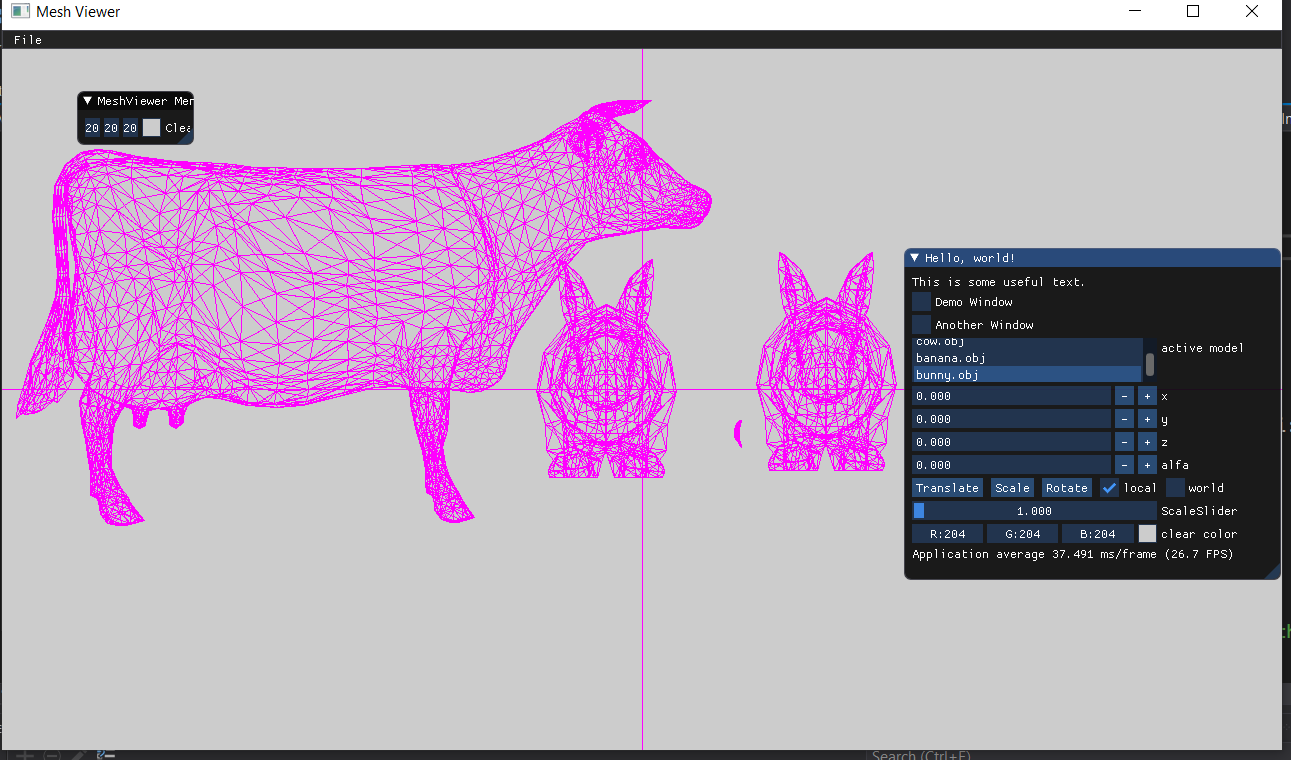 Mesh Viewer
File
▼ MeshViewer Men
20 20 20 Clea
▼ Hello, world!
This is some useful text.
Demo Window
Another Window
cow.obj
banana.obj
bunny.obj
active model
0.000 - + x
0.000 - + y
0.000 - + z
0.000 - + alfa
Translate Scale Rotate local world
1.000 ScaleSlider
R:204 G:204 B:204 clear color
Application average 37.491 ms/frame (26.7 FPS)
Search (Ctrl+E)